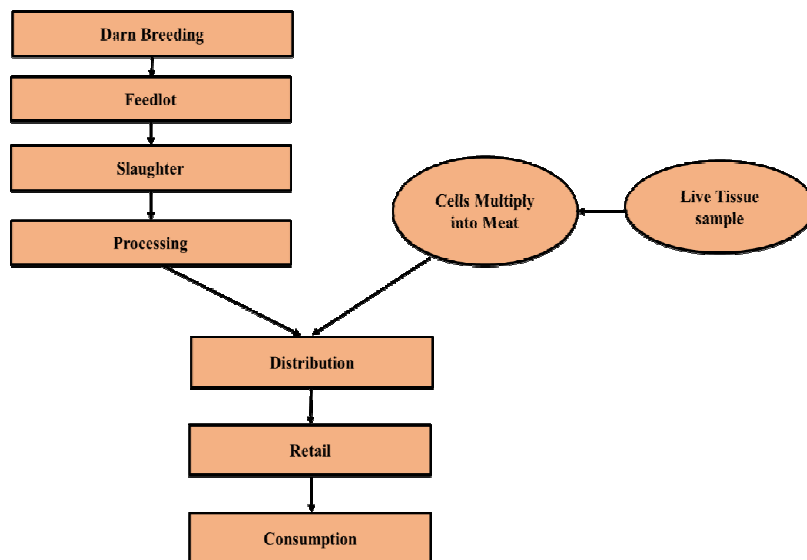 Darn Breeding
Feedlot
Slaughter
Processing
Cells Multiply
into Meat
Live Tissue
sample
Distribution
Retail
Consumption